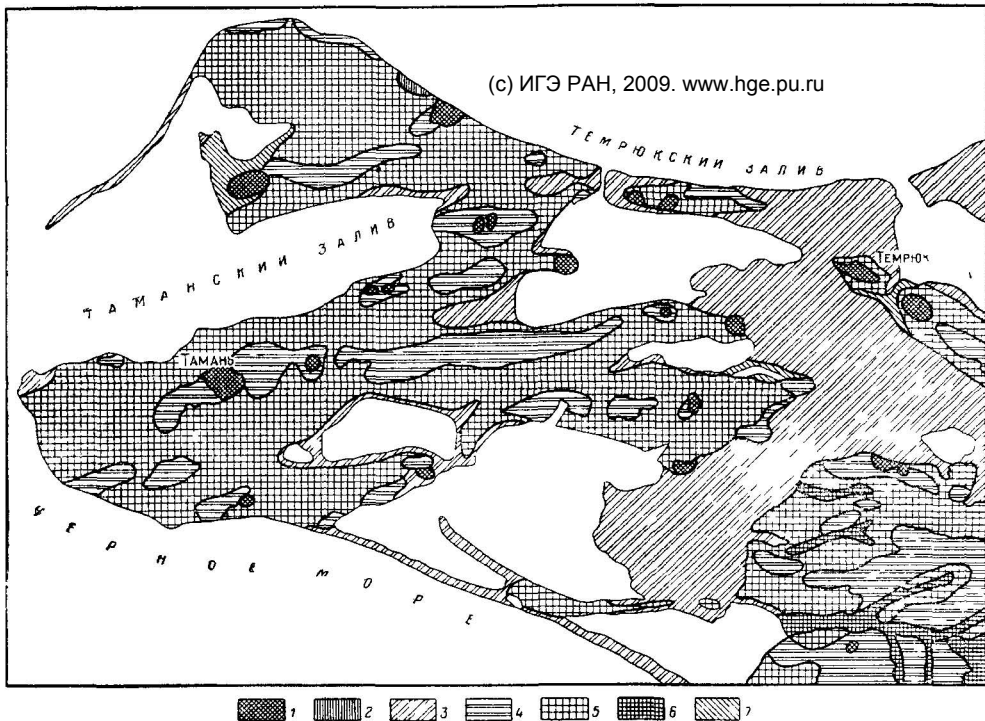 (с) ИГЭ РАН, 2009. www.hge.pu.ru
ТЕМРЮКСКИЙ ЗАЛИВ
ТАМАНСКИЙ ЗАЛИВ
ТЕМРЮК
ТАМАНЬ
ЧЕРНОЕ МОРЕ
1 2 3 4 5 6 7